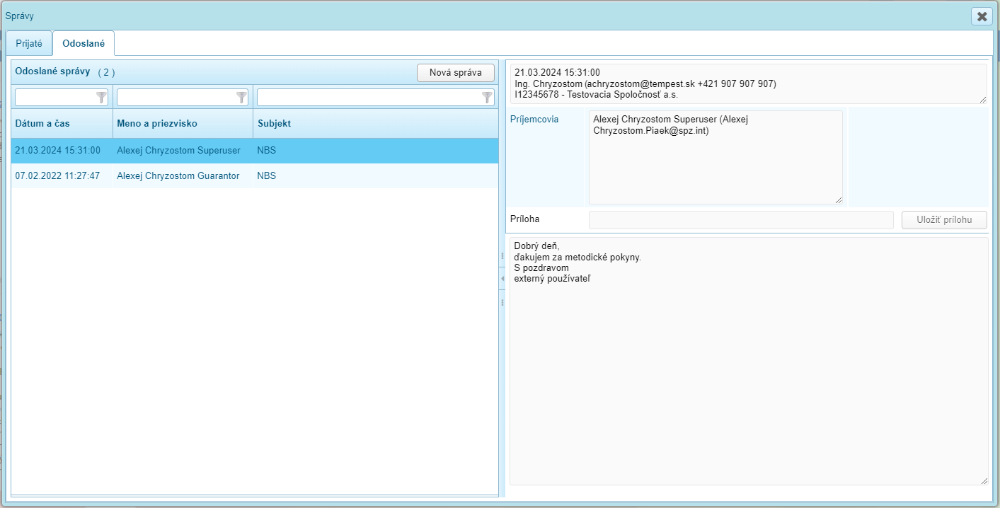 Správy
Prijaté
Odoslané
Odoslané správy ( 2 )
Nová správa
Dátum a čas
Meno a priezvisko
Subjekt
21.03.2024 15:31:00
Alexej Chryzostom Superuser
NBS
07.02.2022 11:27:47
Alexej Chryzostom Guarantor
NBS
21.03.2024 15:31:00
Ing. Chryzostom (achryzostom@tempest.sk +421 907 907 907)
I12345678 - Testovacia Spoločnosť a.s.
Príjemcovia
Alexej Chryzostom Superuser (Alexej
Chryzostom.Piaek@spz.int)
Príloha
Uložiť prílohu
Dobrý deň,
ďakujem za metodické pokyny.
S pozdravom
externý používateľ